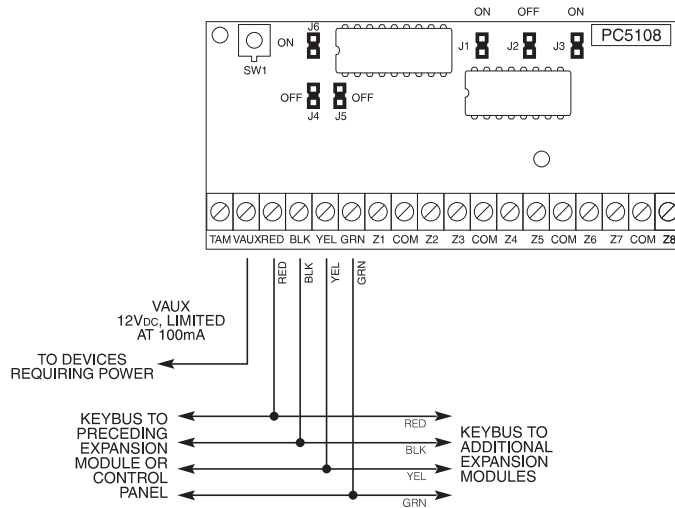 ON OFF ON
J6
ON
SW1
J1 J2 J3
PC5108
OFF OFF
J4 J5
TAM VAUX RED BLK YEL GRN Z1 COM Z2 Z3 COM Z4 Z5 COM Z6 Z7 COM Z8
RED BLK YEL GRN
VAUX
12VDC, LIMITED
AT 100mA
TO DEVICES
REQUIRING POWER
KEYBUS TO
PRECEDING
EXPANSION
MODULE OR
CONTROL
PANEL
RED
BLK
YEL
GRN
KEYBUS TO
ADDITIONAL
EXPANSION
MODULES